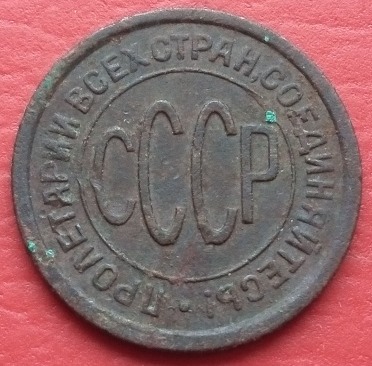 ПРОЛЕТАРИИ ВСЕХ СТРАН, СОЕДИНЯЙТЕСЬ!
СССР